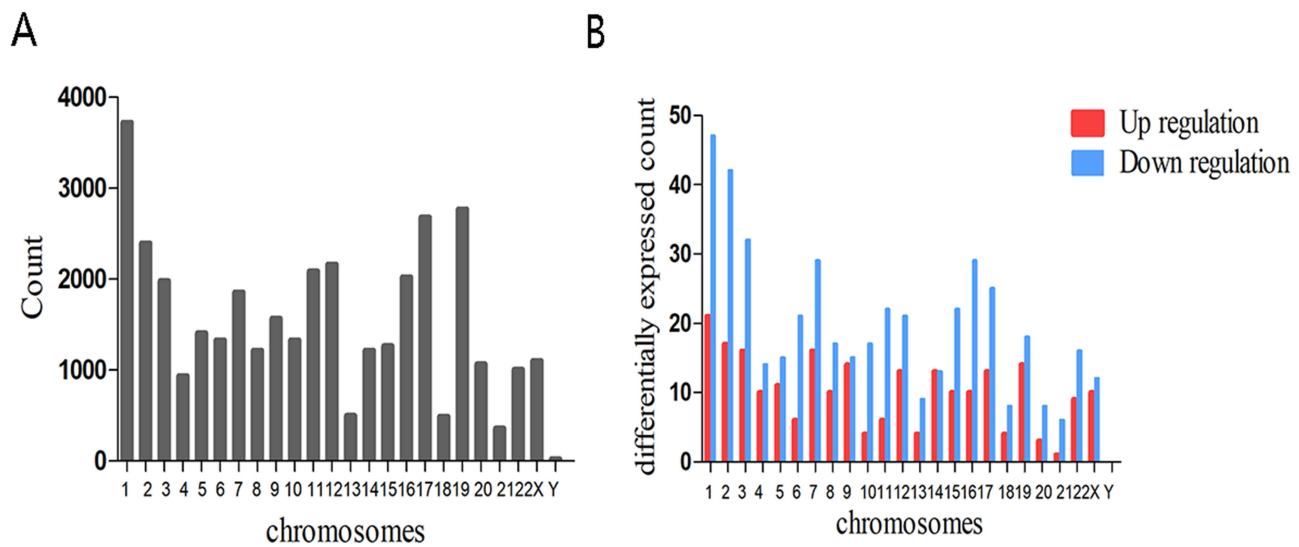 A
B
4000
3000
2000
1000
0
Count
1 2 3 4 5 6 7 8 9 10 11 12 13 14 15 16 17 18 19 20 21 22 X Y
chromosomes
50
40
30
20
10
0
differentially expressed count
Up regulation
Down regulation
1 2 3 4 5 6 7 8 9 10 11 12 13 14 15 16 17 18 19 20 21 22 X Y
chromosomes